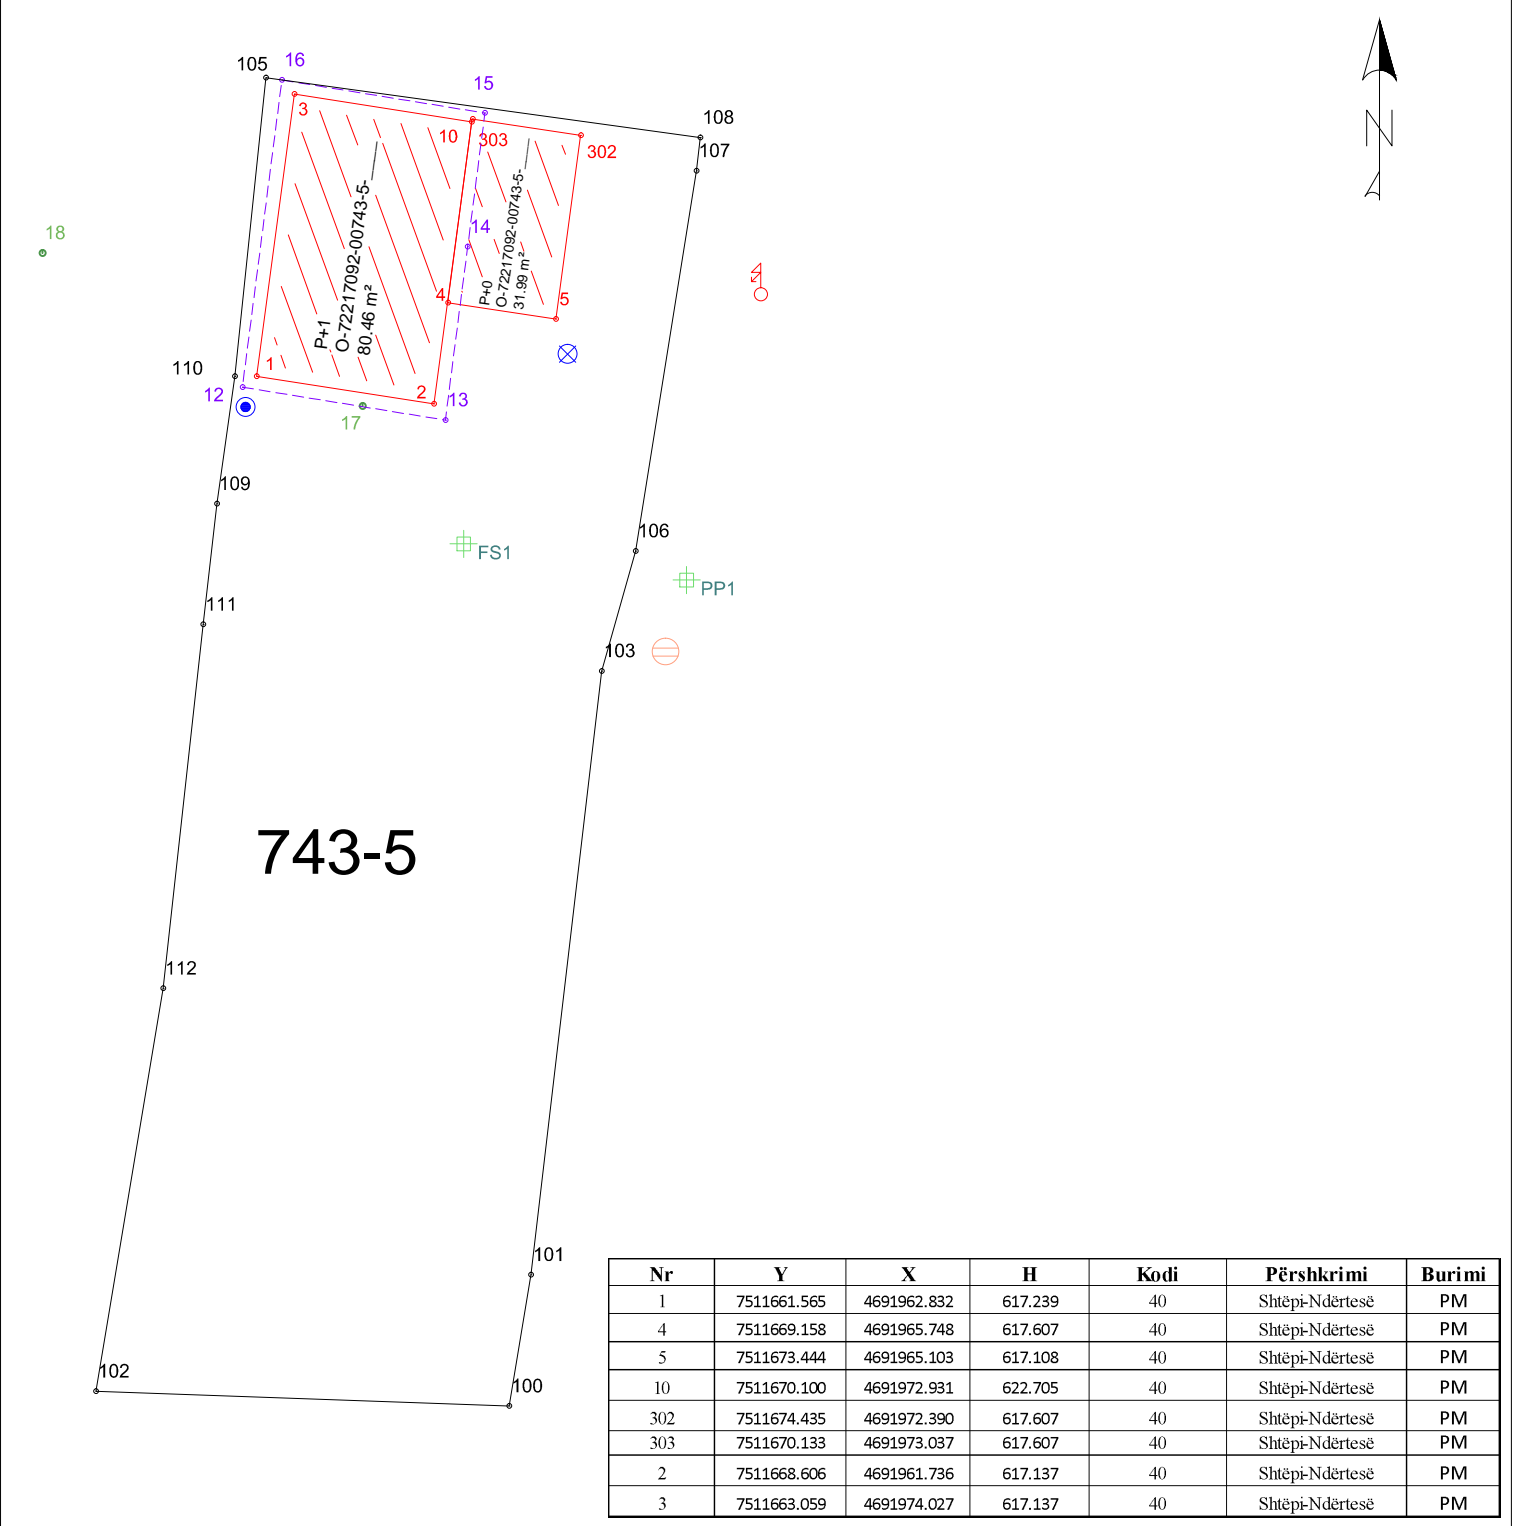 105
16
15
108
N
3
10
303
302
107
18
14
P+1
O-72217092-00743-5-
80.46 m²
P+0
O-72217092-00743-5-
31.99 m²
4
5
110
1
12
2
13
17
109
106
FS1
PP1
111
103
743-5
112
101
102
100
Nr Y X H Kodi Përshkrimi Burimi
1 7511661.565 4691962.832 617.239 40 Shtëpi-Ndërtesë PM
4 7511669.158 4691965.748 617.607 40 Shtëpi-Ndërtesë PM
5 7511673.444 4691965.103 617.108 40 Shtëpi-Ndërtesë PM
10 7511670.100 4691972.931 622.705 40 Shtëpi-Ndërtesë PM
302 7511674.435 4691972.390 617.607 40 Shtëpi-Ndërtesë PM
303 7511670.133 4691973.037 617.607 40 Shtëpi-Ndërtesë PM
2 7511668.606 4691961.736 617.137 40 Shtëpi-Ndërtesë PM
3 7511663.059 4691974.027 617.137 40 Shtëpi-Ndërtesë PM